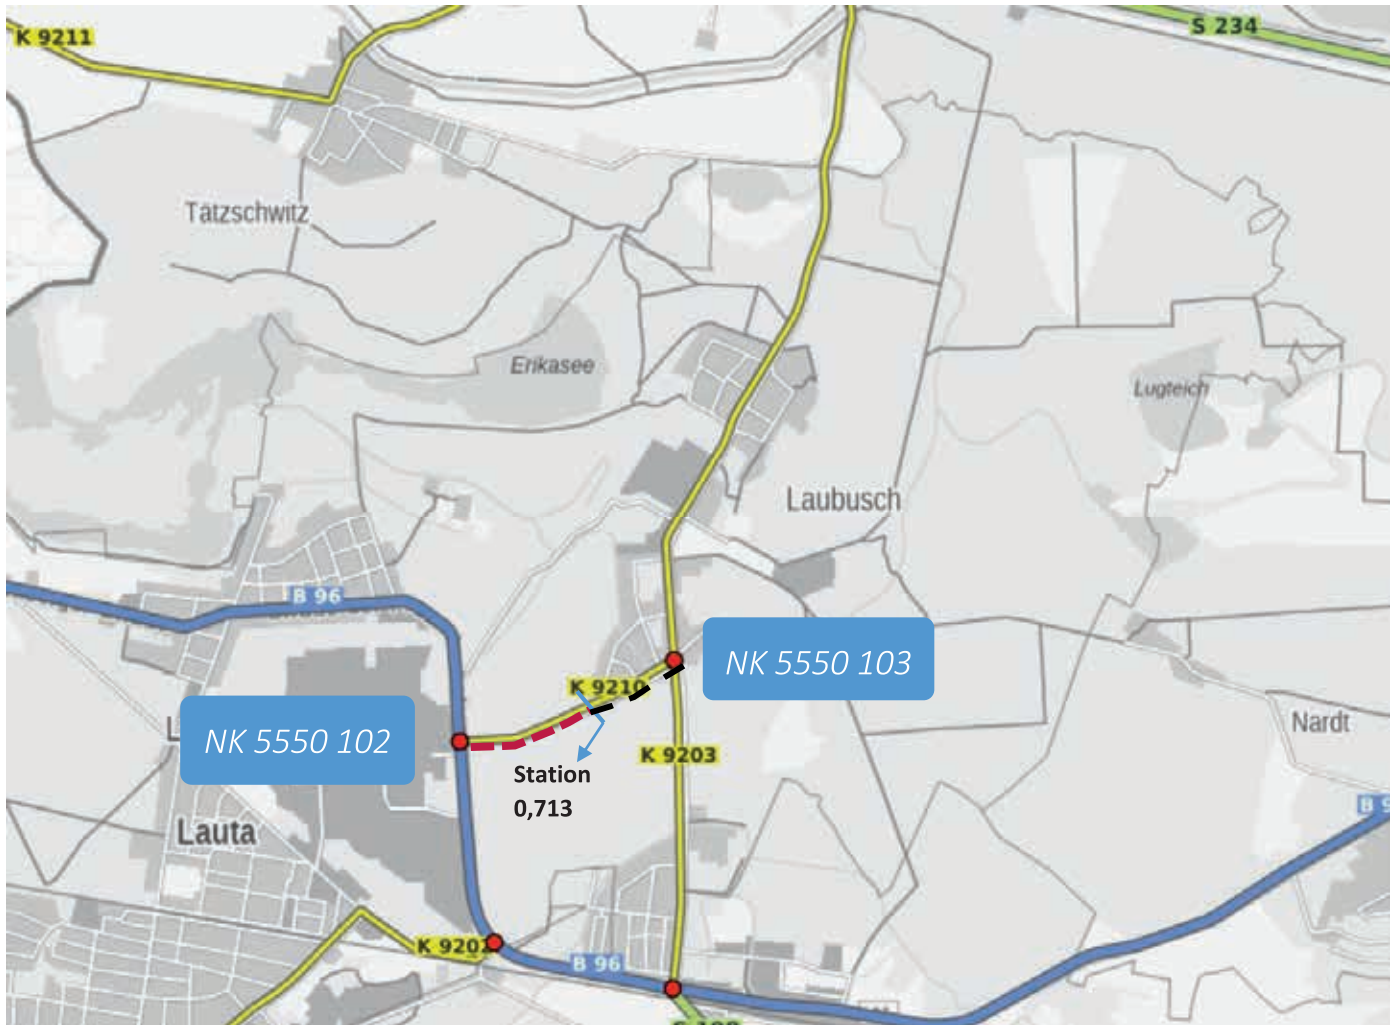 K 9211
S 234
Tätzschwitz
Erikasee
Lugteich
Laubusch
B 96
NK 5550 103
K 9210
NK 5550 102
Nardt
K 9203
Station
0,713
Lauta
K 9202
B 96